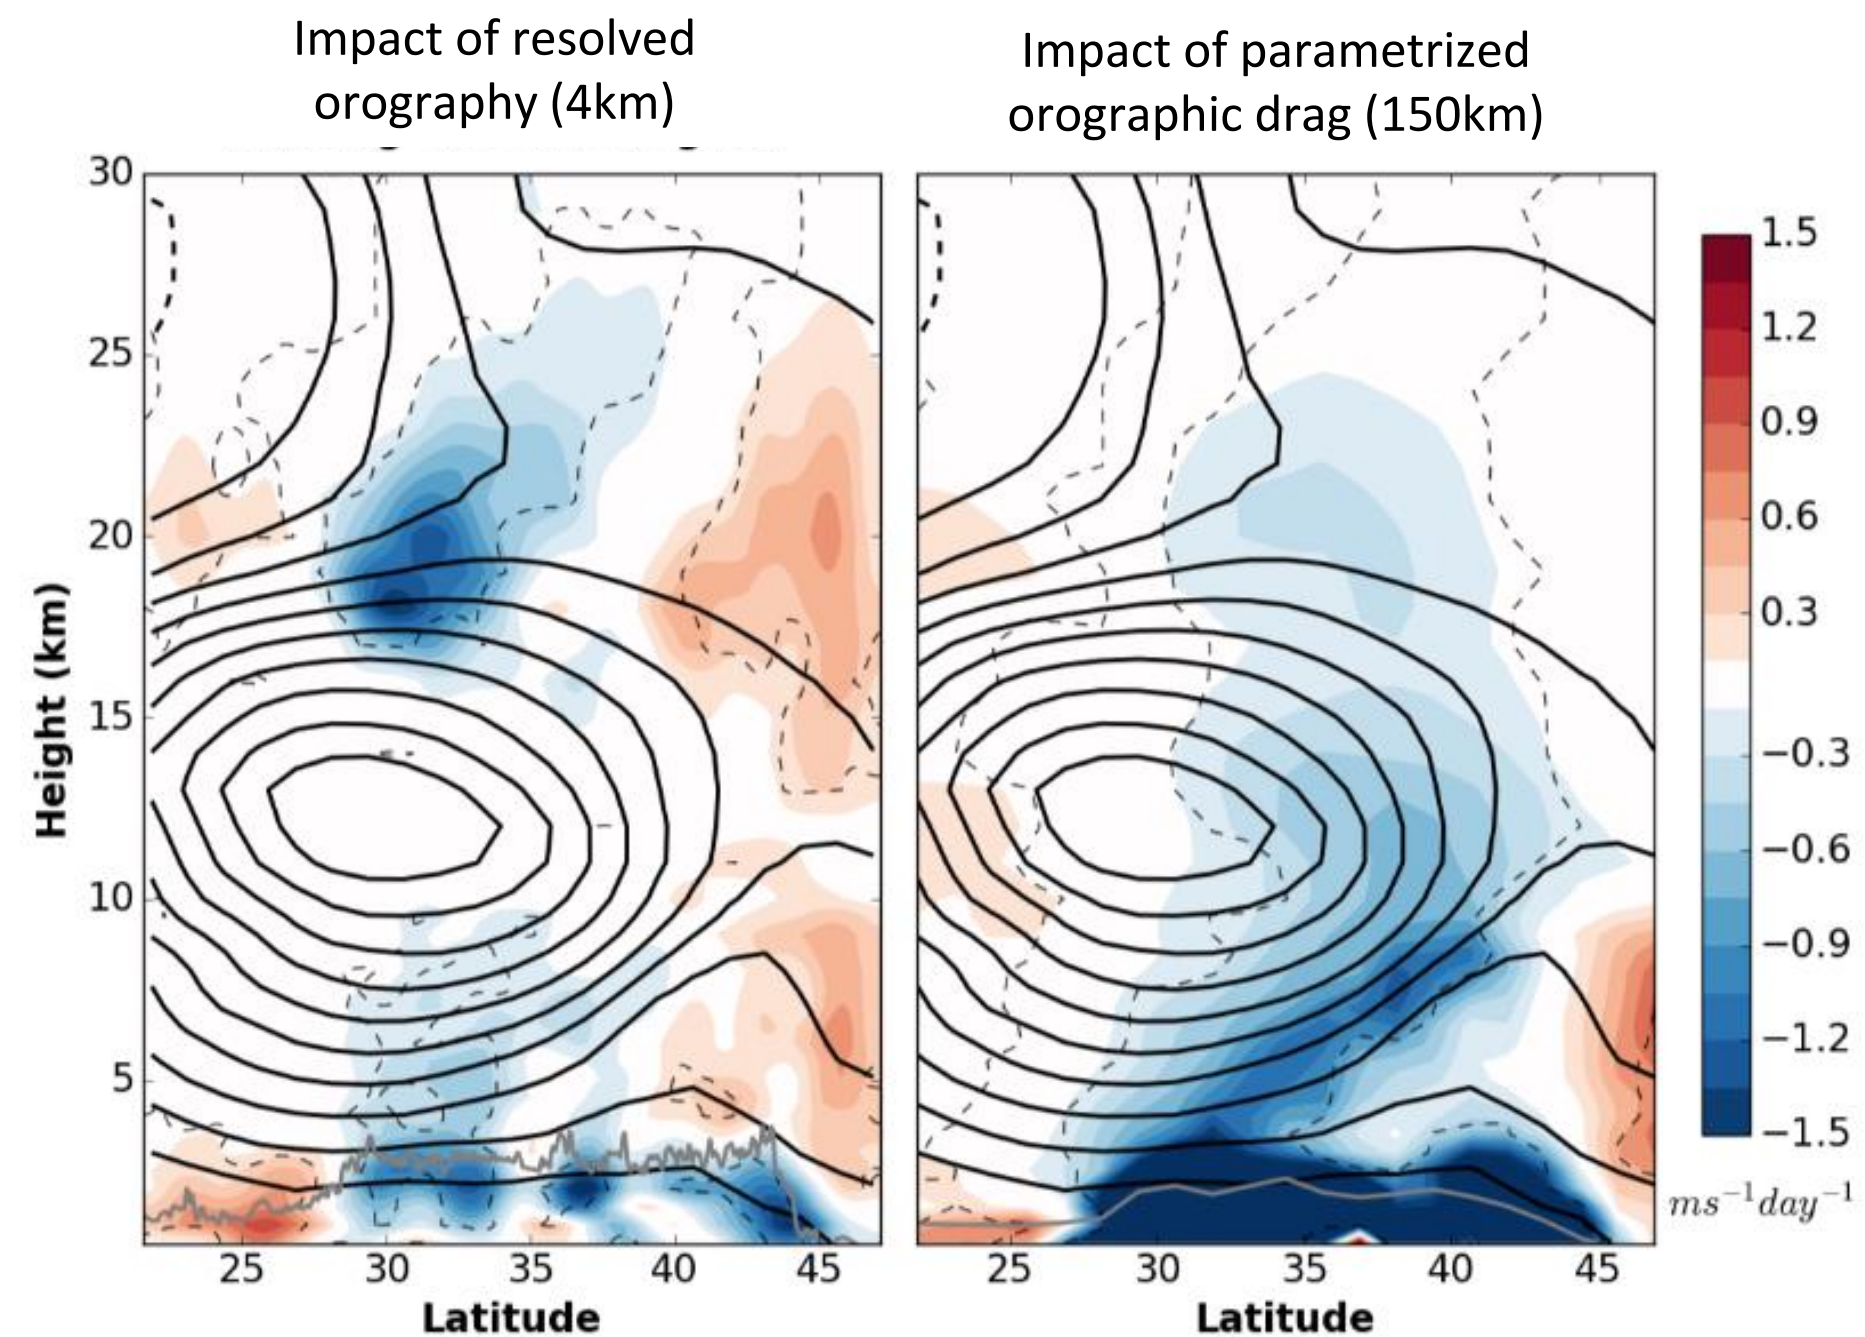 Impact of resolved
orography (4km)
Impact of parametrized
orographic drag (150km)
30
25
20
15
10
5
Height (km)
25 30 35 40 45
Latitude
25 30 35 40 45
Latitude
1.5
1.2
0.9
0.6
0.3
−0.3
−0.6
−0.9
−1.2
−1.5
ms⁻¹day⁻¹